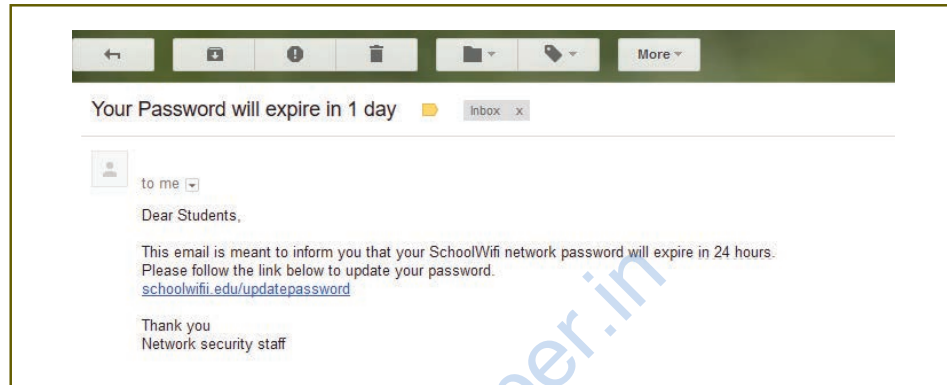 More
Your Password will expire in 1 day
Inbox x
to me
Dear Students,
This email is meant to inform you that your SchoolWifi network password will expire in 24 hours.
Please follow the link below to update your password.
schoolwifii.edu/updatepassword
Thank you
Network security staff
per.in